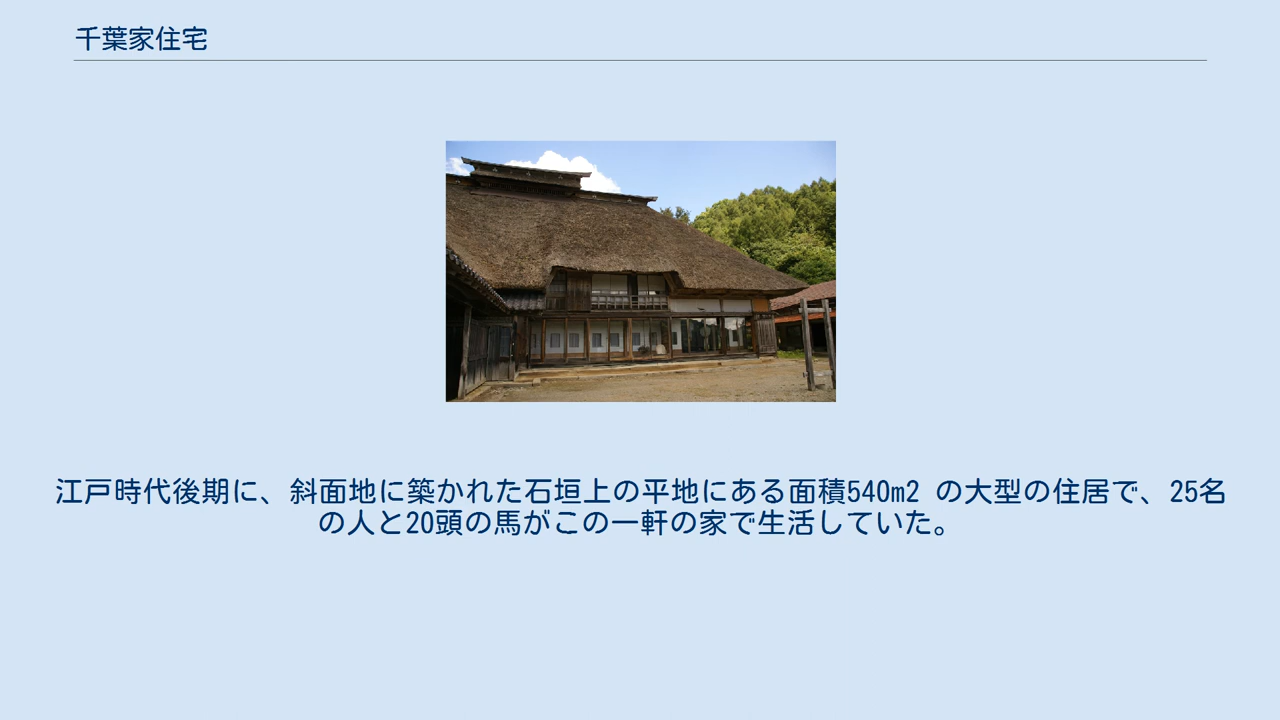 千葉家住宅
江戸時代後期に、斜面地に築かれた石垣上の平地にある面積540m2 の大型の住居で、25名
の人と20頭の馬がこの一軒の家で生活していた。